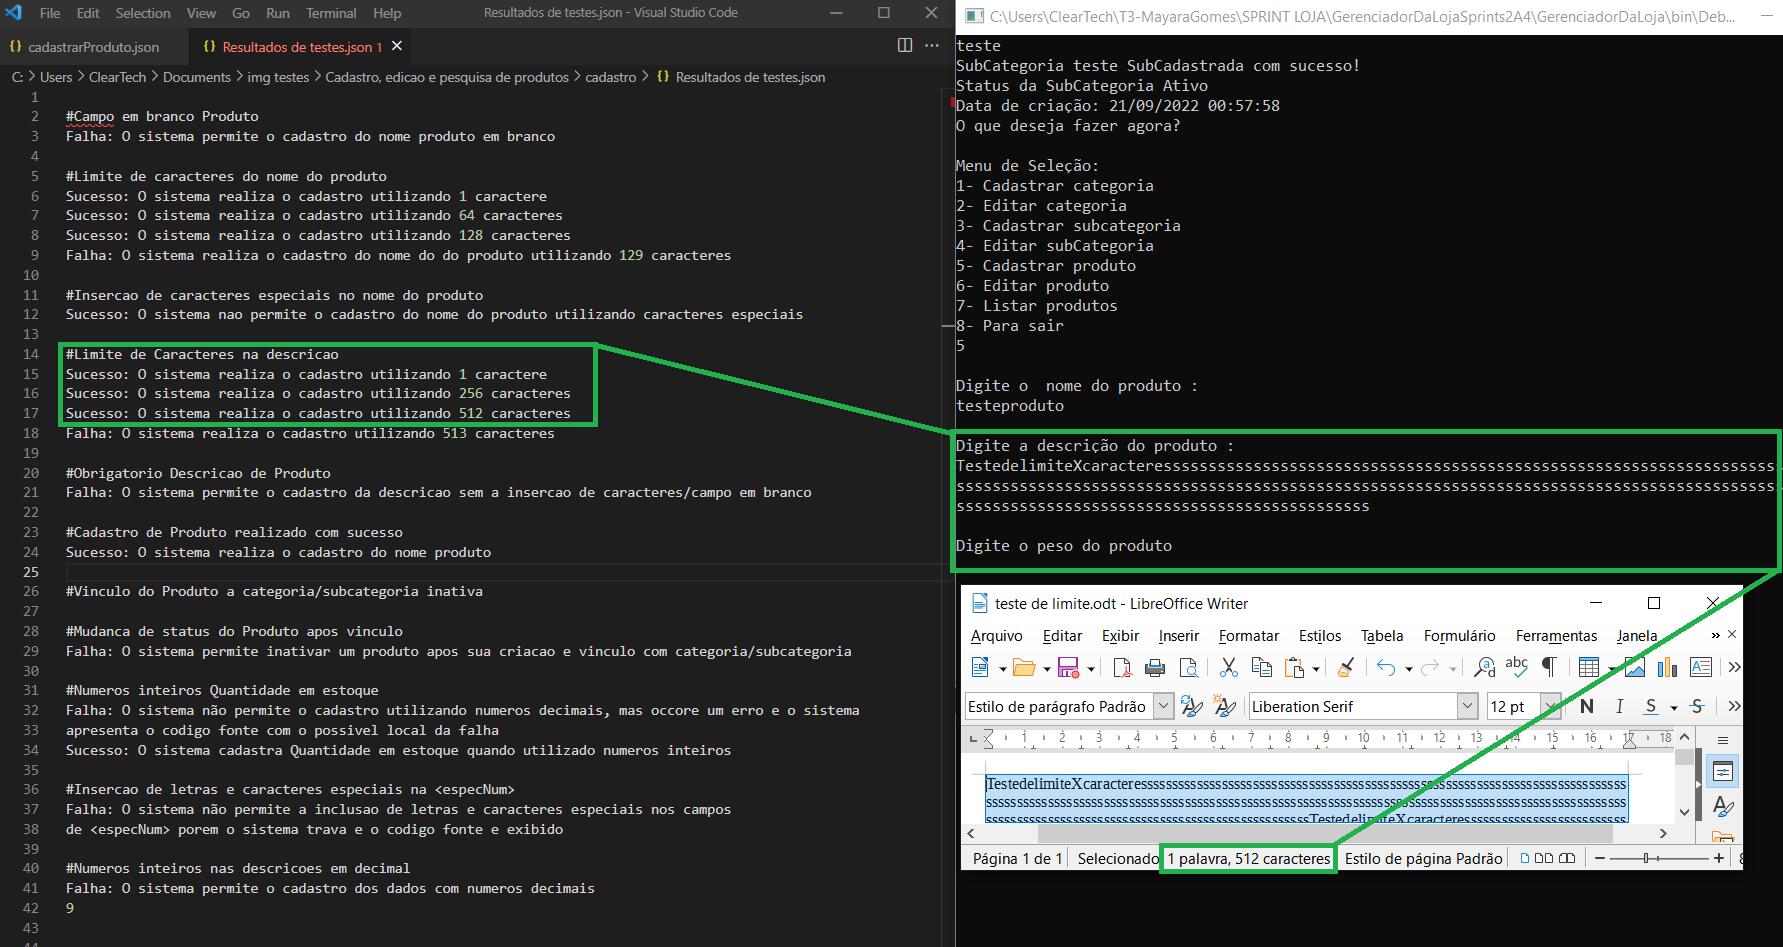 File Edit Selection View Go Run Terminal Help Resultados de testes.json - Visual Studio Code
cadastrarProduto.json Resultados de testes.json 1
C: > Users > ClearTech > Documents > img testes > Cadastro, edicao e pesquisa de produtos > cadastro > Resultados de testes.json
1
2 #Campo em branco Produto
3 Falha: O sistema permite o cadastro do nome produto em branco
4
5 #Limite de caracteres do nome do produto
6 Sucesso: O sistema realiza o cadastro utilizando 1 caractere
7 Sucesso: O sistema realiza o cadastro utilizando 64 caracteres
8 Sucesso: O sistema realiza o cadastro utilizando 128 caracteres
9 Falha: O sistema realiza o cadastro do nome do do produto utilizando 129 caracteres
10
11 #Insercao de caracteres especiais no nome do produto
12 Sucesso: O sistema nao permite o cadastro do nome do produto utilizando caracteres especiais
13
14 #Limite de Caracteres na descricao
15 Sucesso: O sistema realiza o cadastro utilizando 1 caractere
16 Sucesso: O sistema realiza o cadastro utilizando 256 caracteres
17 Sucesso: O sistema realiza o cadastro utilizando 512 caracteres
18 Falha: O sistema realiza o cadastro utilizando 513 caracteres
19
20 #Obrigatorio Descricao de Produto
21 Falha: O sistema permite o cadastro da descricao sem a insercao de caracteres/campo em branco
22
23 #Cadastro de Produto realizado com sucesso
24 Sucesso: O sistema realiza o cadastro do nome produto
25
26 #Vinculo do Produto a categoria/subcategoria inativa
27
28 #Mudanca de status do Produto apos vinculo
29 Falha: O sistema permite inativar um produto apos sua criacao e vinculo com categoria/subcategoria
30
31 #Numeros inteiros Quantidade em estoque
32 Falha: O sistema não permite o cadastro utilizando numeros decimais, mas occore um erro e o sistema
33 apresenta o codigo fonte com o possivel local da falha
34 Sucesso: O sistema cadastra Quantidade em estoque quando utilizado numeros inteiros
35
36 #Insercao de letras e caracteres especiais na <especNum>
37 Falha: O sistema não permite a inclusao de letras e caracteres especiais nos campos
38 de <especNum> porem o sistema trava e o codigo fonte e exibido
39
40 #Numeros inteiros nas descricoes em decimal
41 Falha: O sistema permite o cadastro dos dados com numeros decimais
42 9
43
44
C:\Users\ClearTech\T3-MayaraGomes\SPRINT LOJA\GerenciadorDaLojaSprints2A4\GerenciadorDaLoja\bin\Deb...
teste
SubCategoria teste SubCadastrada com sucesso!
Status da SubCategoria Ativo
Data de criação: 21/09/2022 00:57:58
O que deseja fazer agora?
Menu de Seleção:
1- Cadastrar categoria
2- Editar categoria
3- Cadastrar subcategoria
4- Editar subCategoria
5- Cadastrar produto
6- Editar produto
7- Listar produtos
8- Para sair
5
Digite o  nome do produto :
testeproduto
Digite a descrição do produto :
TestedelimiteXcaracteresssssssssssssssssssssssssssssssssssssssssssssssssssssssssssssssssssss
ssssssssssssssssssssssssssssssssssssssssssssssssssssssssssssssssssssssssssssssssssssssssssss
ssssssssssssssssssssssssssssssssssssssssssssss
Digite o peso do produto
teste de limite.odt - LibreOffice Writer
Arquivo Editar Exibir Inserir Formatar Estilos Tabela Formulário Ferramentas Janela
Estilo de parágrafo Padrão Liberation Serif 12 pt N I S S
1 2 3 4 5 6 7 8 9 10 11 12 13 14 15 16 17 18
Página 1 de 1 Selecionado 1 palavra, 512 caracteres Estilo de página Padrão